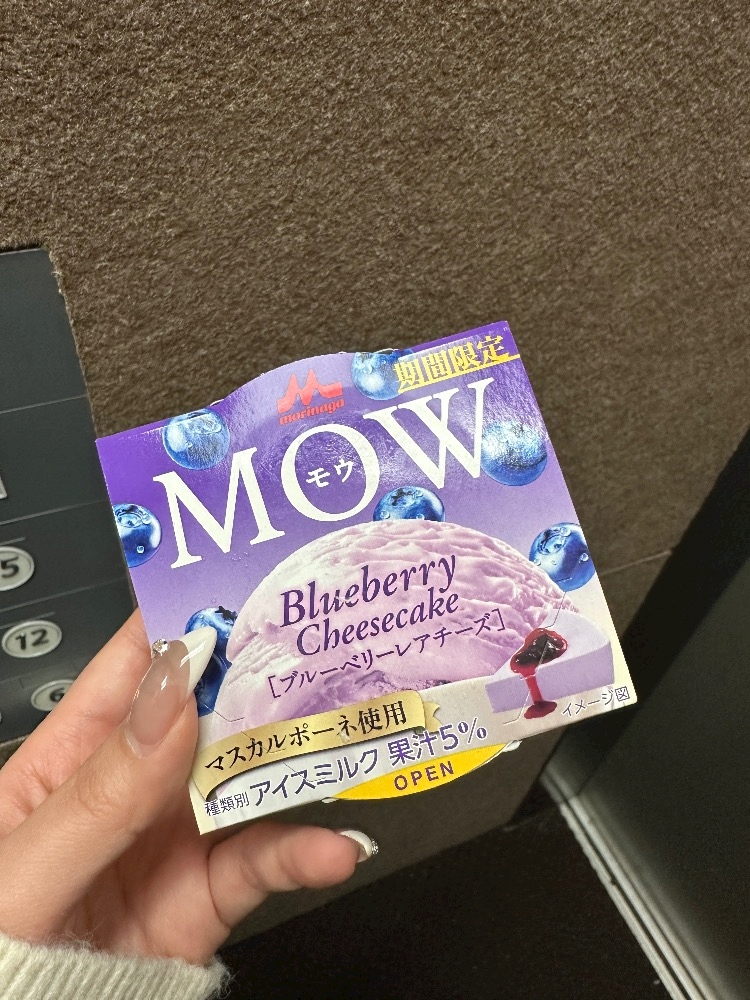 期間限定
morinaga
MOW
モウ
Blueberry
Cheesecake
[ブルーベリーレアチーズ]
イメージ図
マスカルポーネ使用
種類別 アイスミルク 果汁5%
OPEN
5
12
6